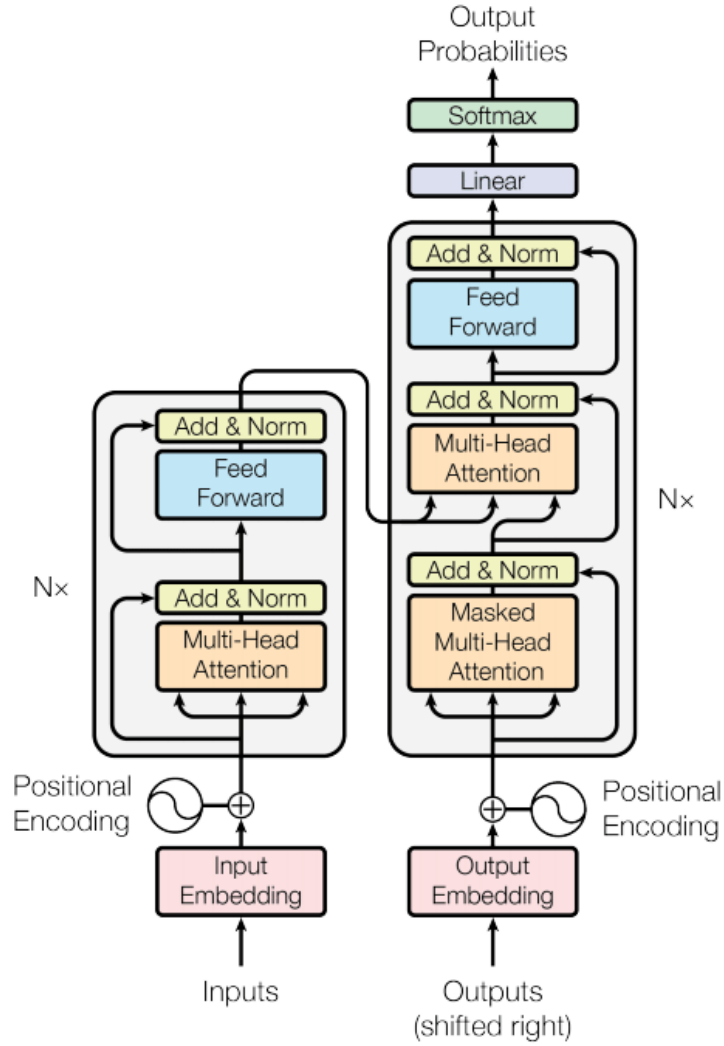 Output
Probabilities
Softmax
Linear
Add & Norm
Feed
Forward
Add & Norm
Multi-Head
Attention
Add & Norm
Masked
Multi-Head
Attention
N×
Add & Norm
Feed
Forward
Add & Norm
Multi-Head
Attention
N×
Positional
Encoding
Positional
Encoding
Input
Embedding
Output
Embedding
Inputs
Outputs
(shifted right)